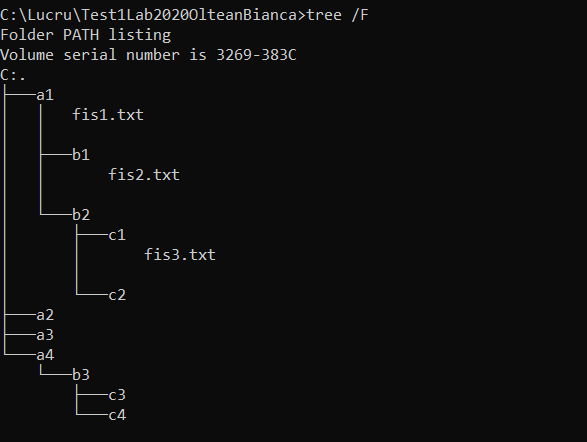 C:\Lucru\Test1Lab2020OlteanBianca>tree /F
Folder PATH listing
Volume serial number is 3269-383C
C:.
├───a1
│   │   fis1.txt
│   │
│   ├───b1
│   │       fis2.txt
│   │
│   └───b2
│       ├───c1
│       │       fis3.txt
│       │
│       └───c2
├───a2
├───a3
└───a4
    └───b3
        ├───c3
        └───c4